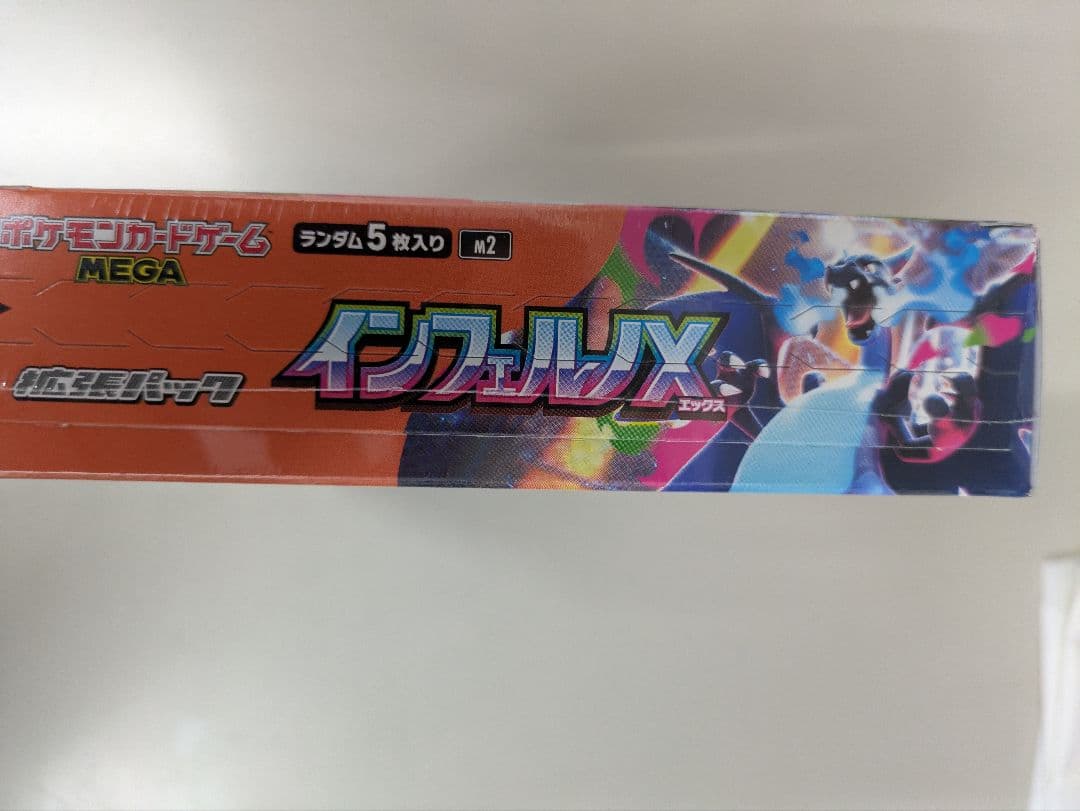 ポケモンカードゲーム
MEGA
ランダム5枚入り M2
拡張パック
インフェルノX
エックス